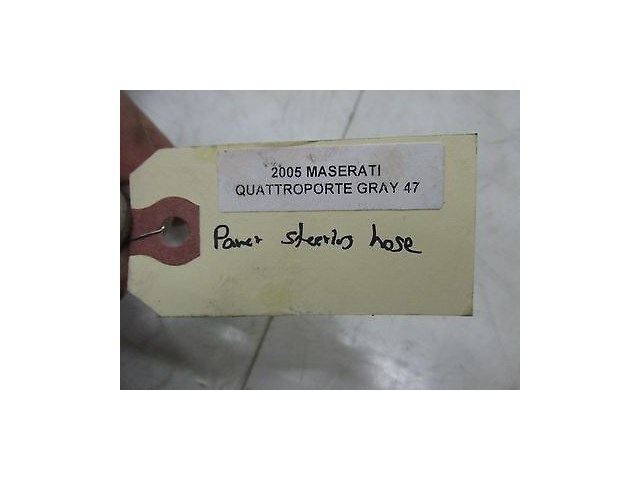 2005 MASERATI
QUATTROPORTE GRAY 47
Power steering hose